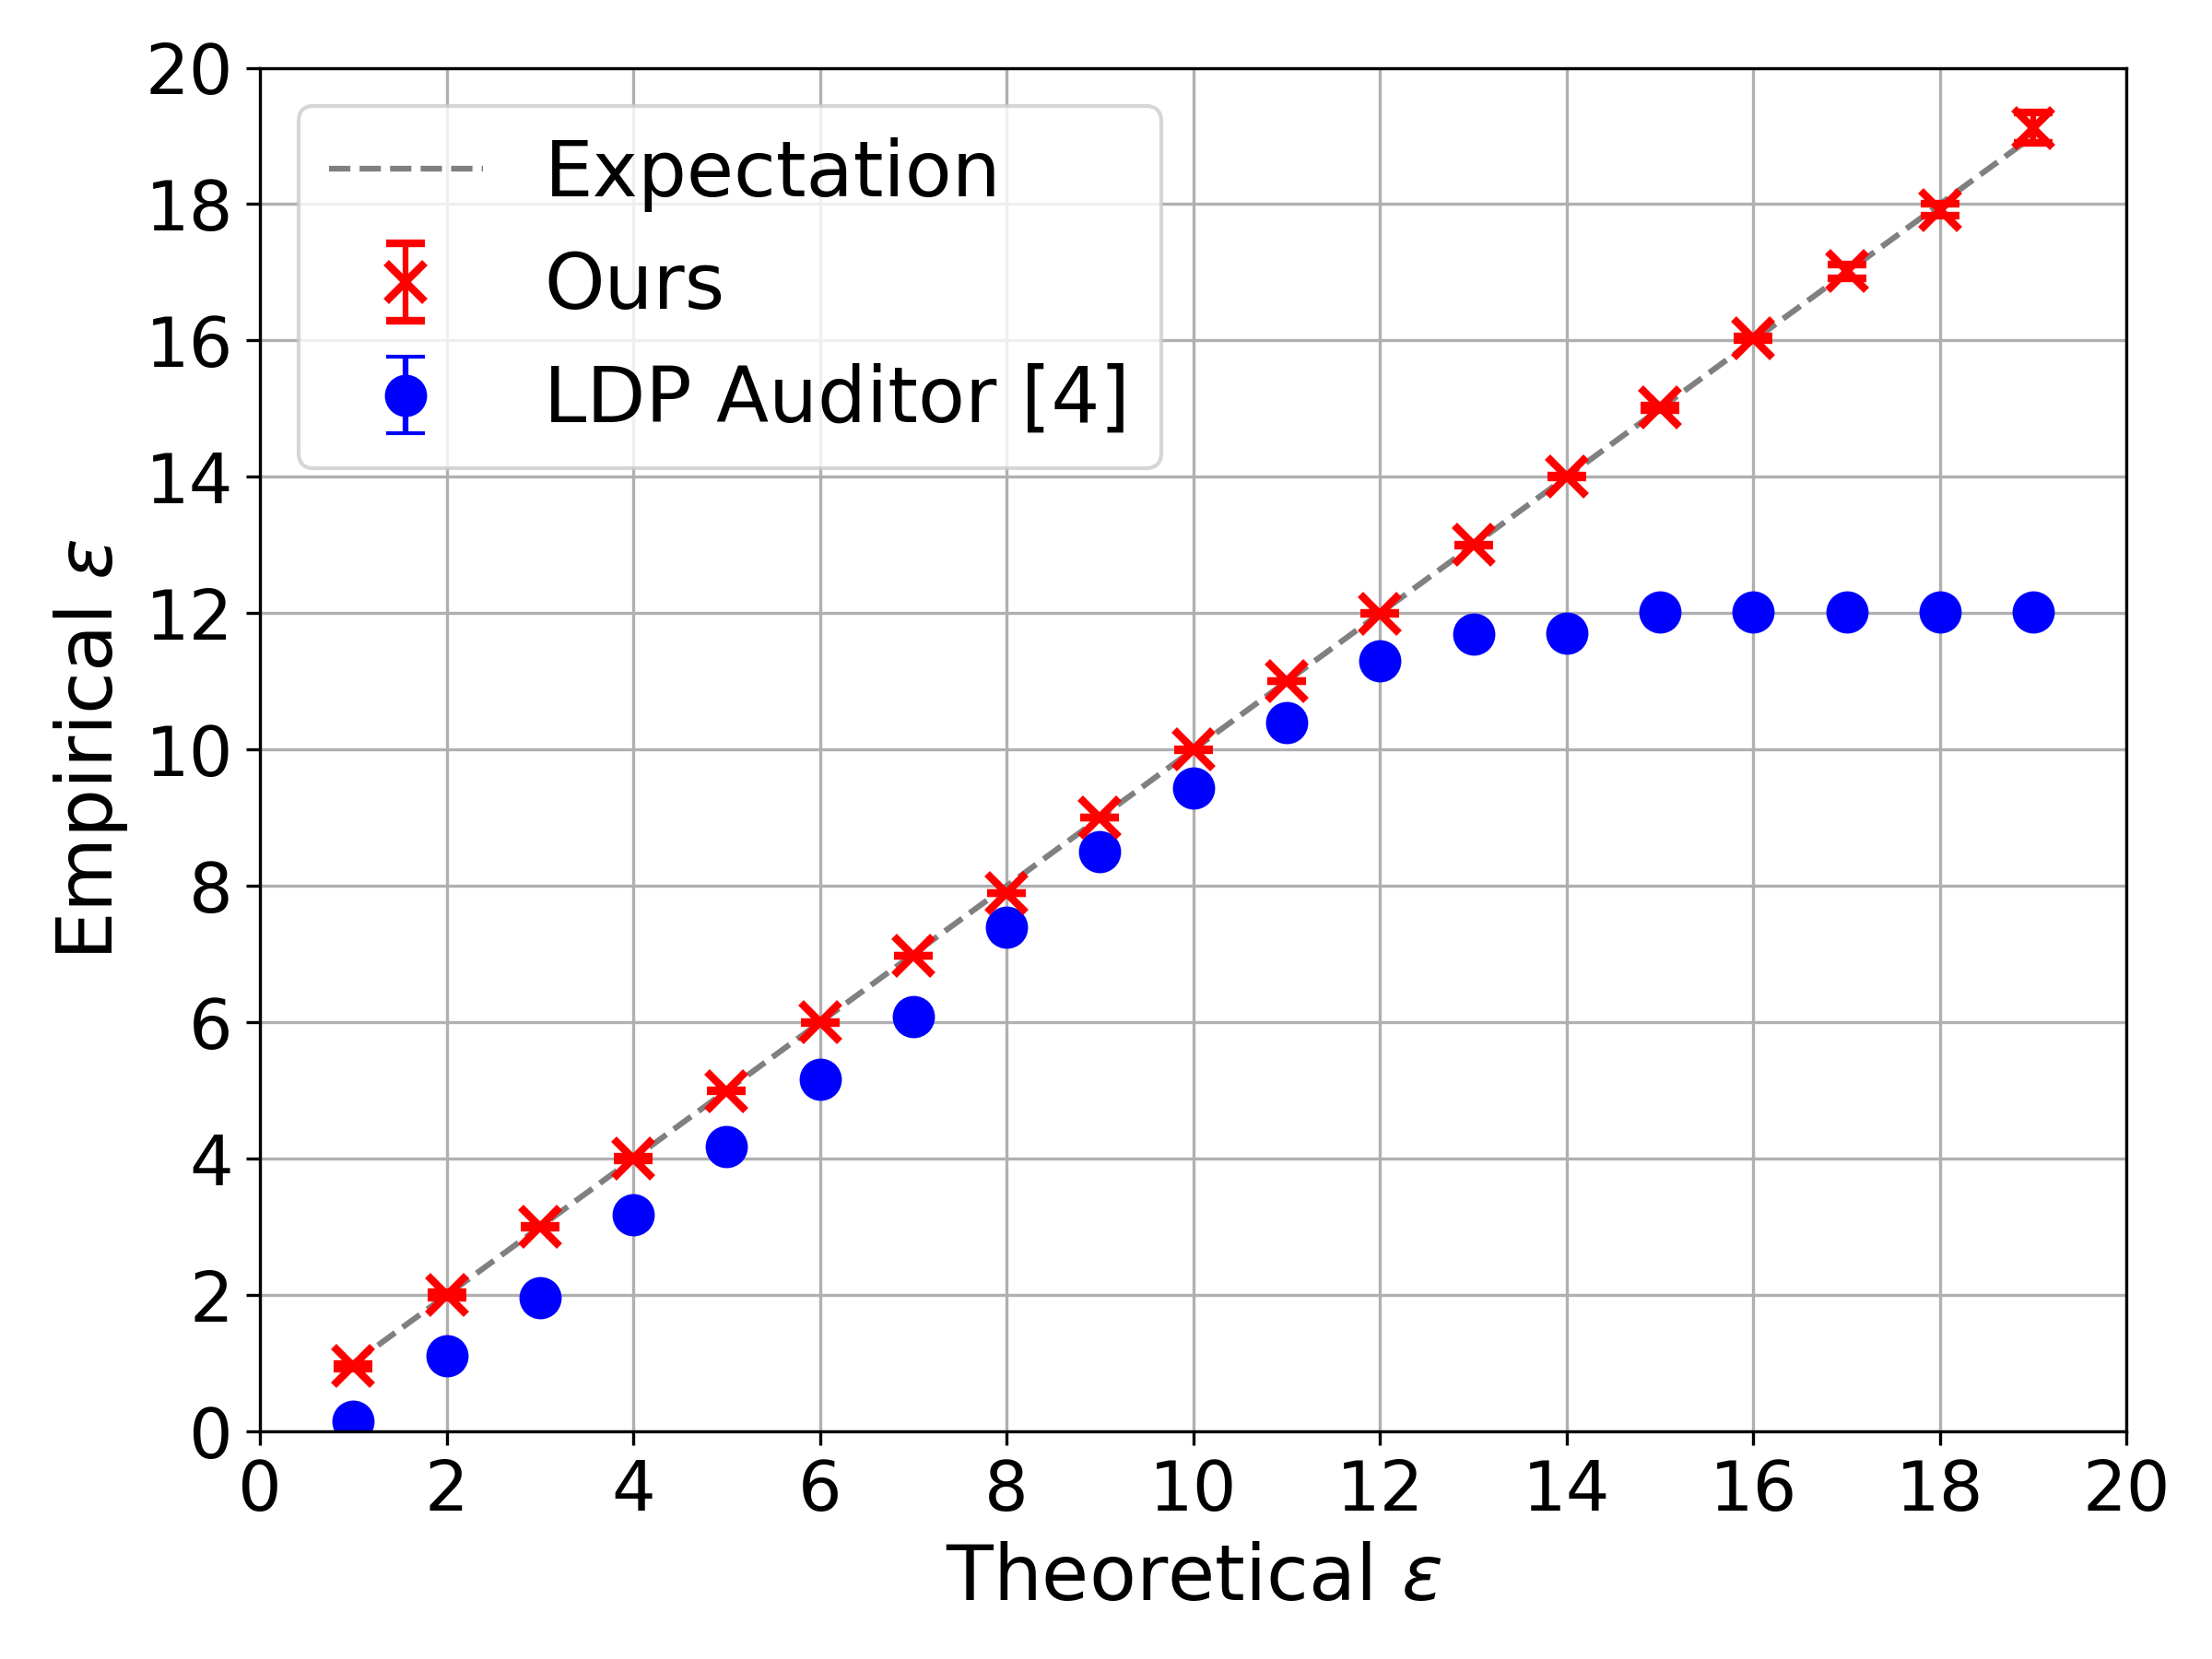 20
18
16
14
12
10
8
6
4
2
0
Empirical ε
Expectation
Ours
LDP Auditor [4]
0 2 4 6 8 10 12 14 16 18 20
Theoretical ε